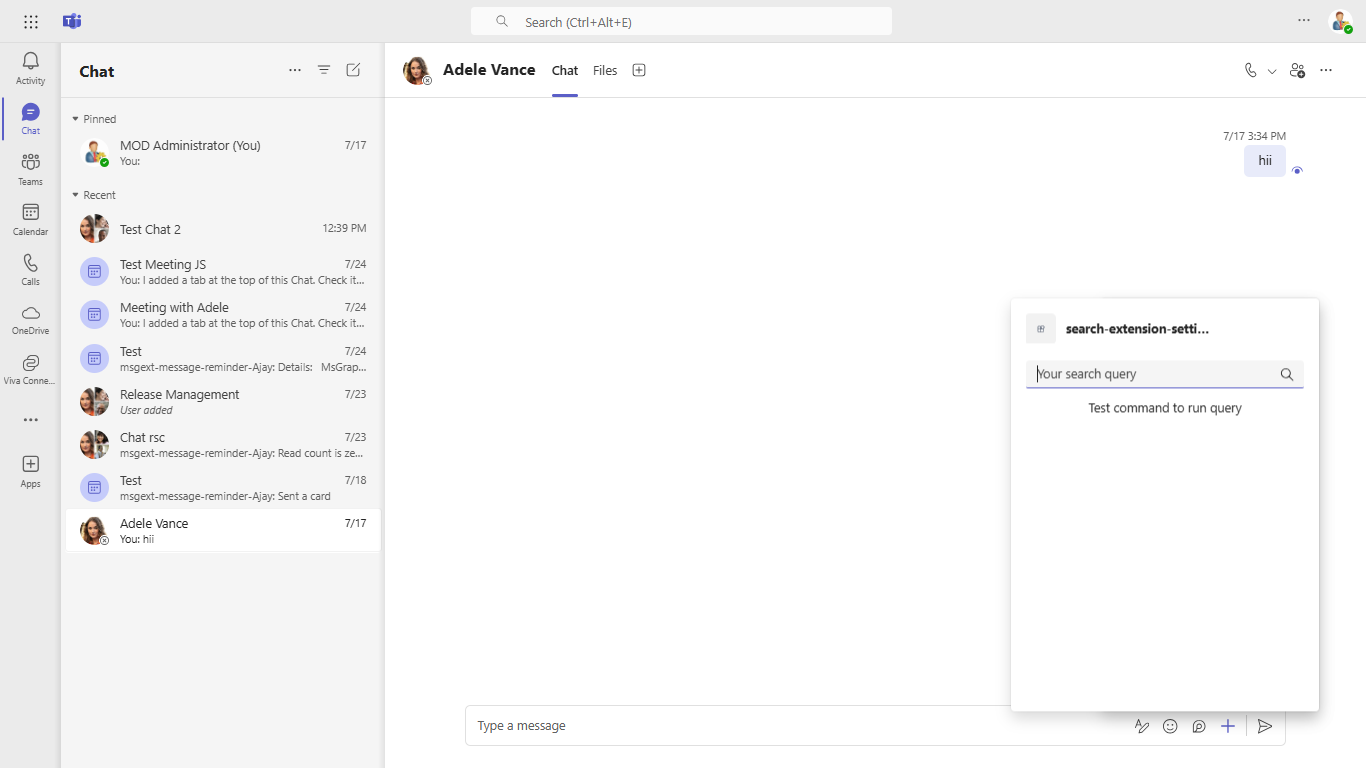 Search (Ctrl+Alt+E)
Activity
Chat
Teams
Calendar
Calls
OneDrive
Viva Conne...
Apps
Chat
Pinned
MOD Administrator (You)
7/17
You:
Recent
Test Chat 2
12:39 PM
Test Meeting JS
7/24
You: I added a tab at the top of this Chat. Check it...
Meeting with Adele
7/24
You: I added a tab at the top of this Chat. Check it...
Test
7/24
msgext-message-reminder-Ajay: Details: MsGrap...
Release Management
7/23
User added
Chat rsc
7/23
msgext-message-reminder-Ajay: Read count is ze...
Test
7/18
msgext-message-reminder-Ajay: Sent a card
Adele Vance
7/17
You: hii
Adele Vance
Chat
Files
7/17 3:34 PM
hii
search-extension-setti...
Your search query
Test command to run query
Type a message